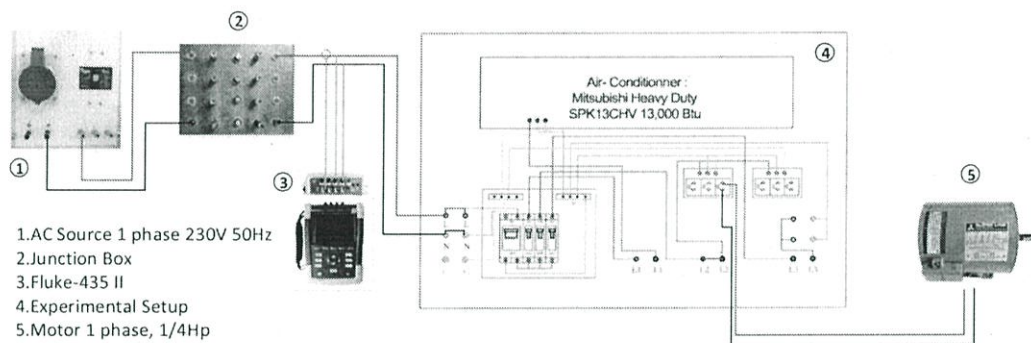 ②
④
Air- Conditionner :
Mitsubishi Heavy Duty
SPK13CHV 13,000 Btu
①
③
⑤
1.AC Source 1 phase 230V 50Hz
2.Junction Box
3.Fluke-435 II
4.Experimental Setup
5.Motor 1 phase, 1/4Hp